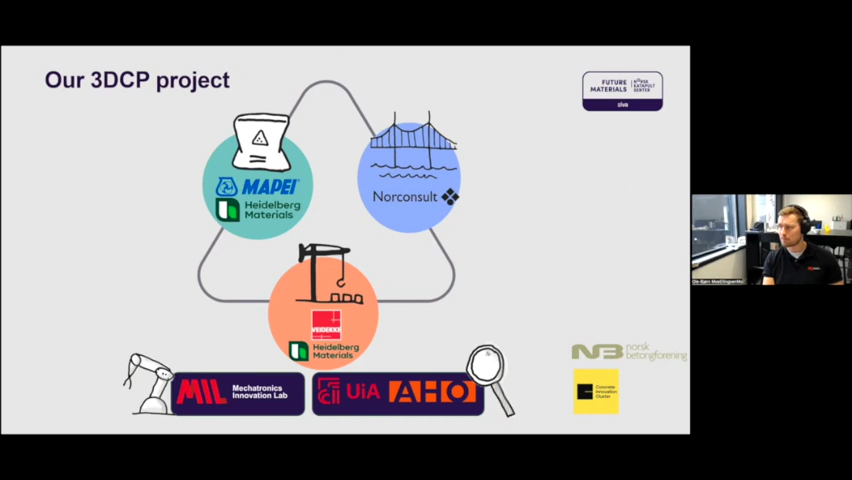 Our 3DCP project
FUTURE MATERIALS
NORSK KATAPULT SENTER
siva
MAPEI
Heidelberg
Materials
Norconsult
VEIDEKKE
Heidelberg
Materials
MIL
Mechatronics
Innovation Lab
UiA
AHO
NB norsk
betongforening
Concrete
Innovation
Cluster